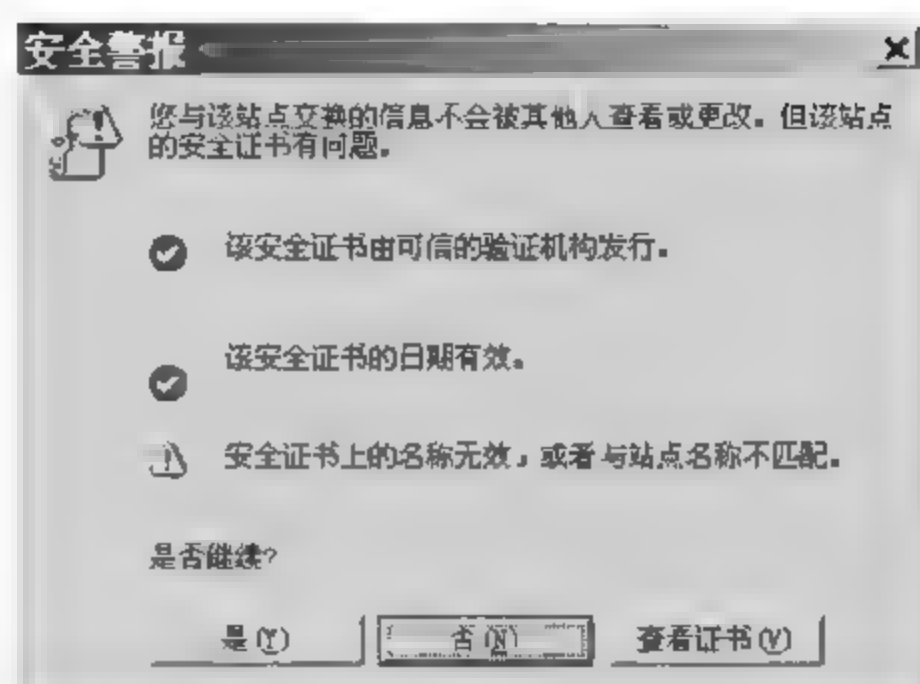 安全警报
您与该站点交换的信息不会被其他人查看或更改。但该站点
的安全证书有问题。
该安全证书由可信的验证机构发行。
该安全证书的日期有效。
安全证书上的名称无效，或者与站点名称不匹配。
是否继续?
是(Y) 否(N) 查看证书(V)